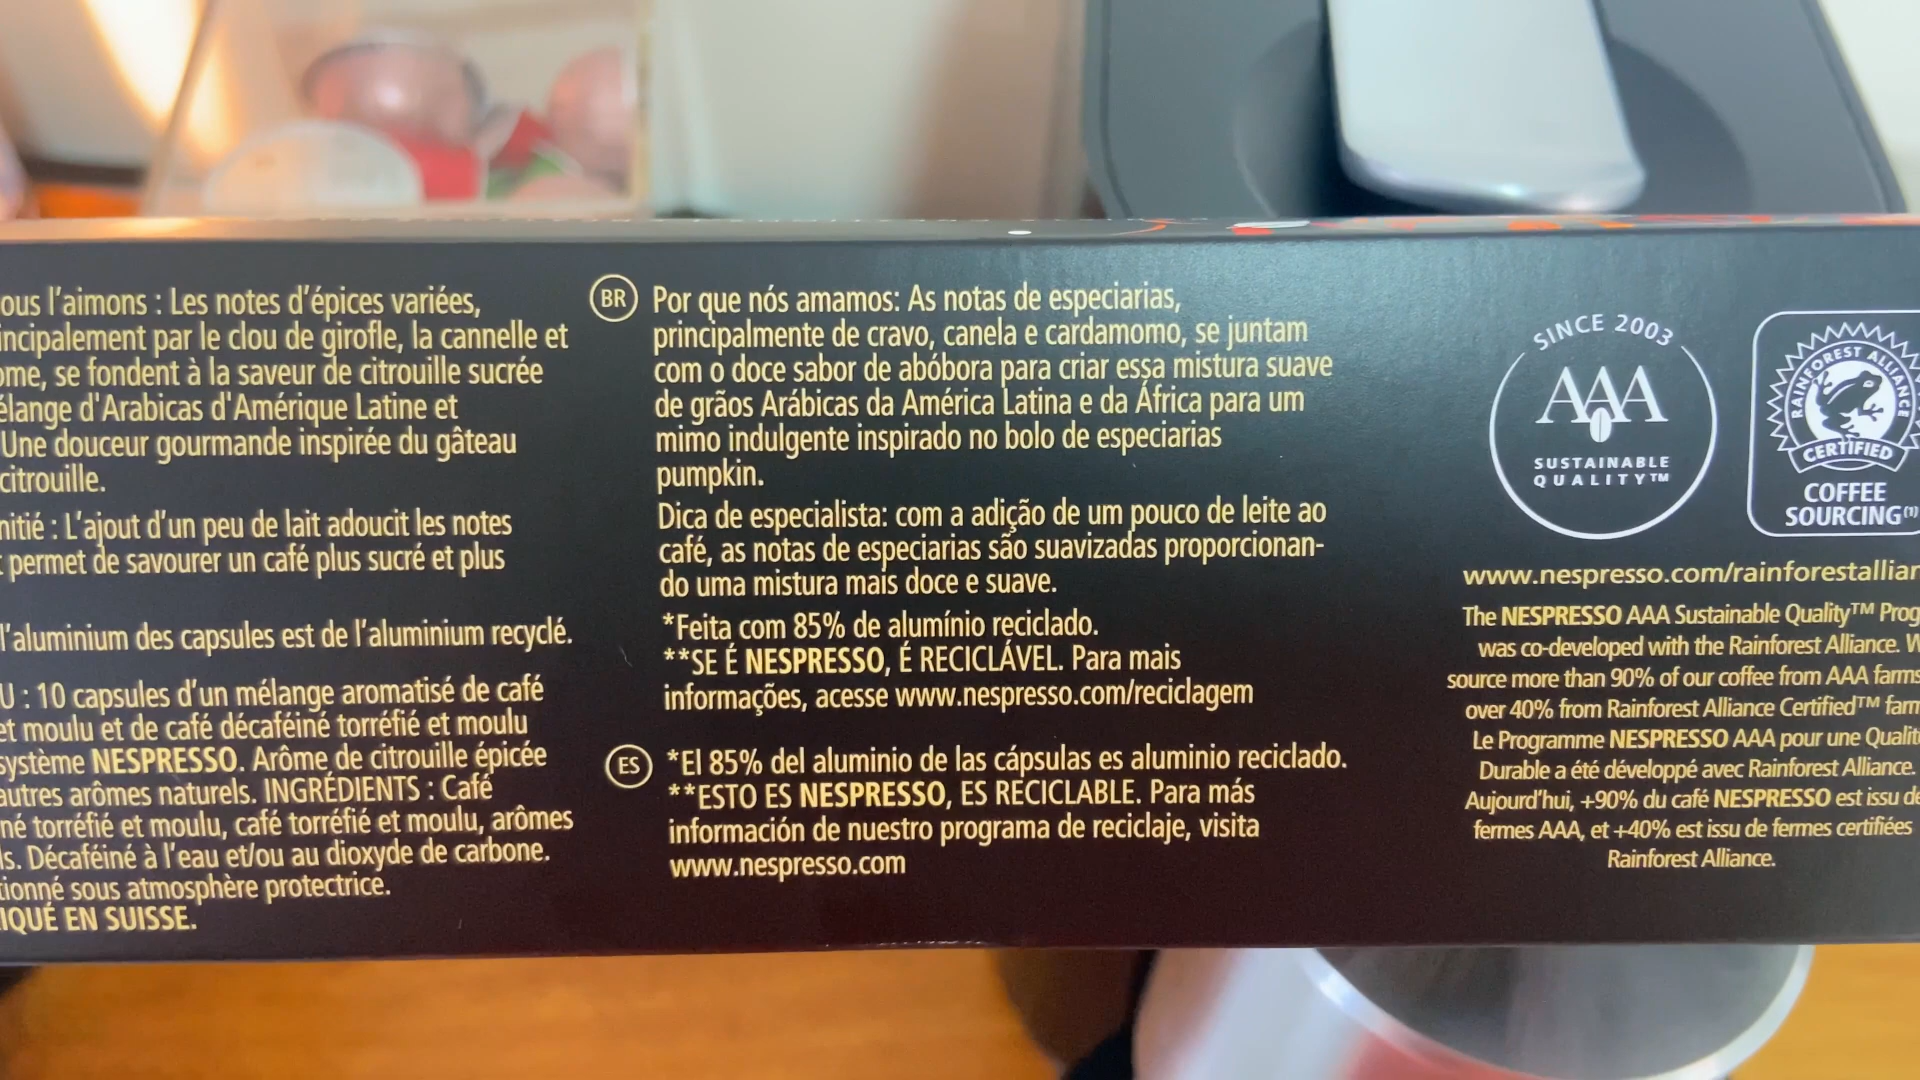 ous l'aimons : Les notes d'épices variées,
incipalement par le clou de girofle, la cannelle et
ome, se fondent à la saveur de citrouille sucrée
élange d'Arabicas d'Amérique Latine et
Une douceur gourmande inspirée du gâteau
citrouille.
nitié : L'ajout d'un peu de lait adoucit les notes
t permet de savourer un café plus sucré et plus
l'aluminium des capsules est de l'aluminium recyclé.
U : 10 capsules d'un mélange aromatisé de café
et moulu et de café décaféiné torréfié et moulu
système NESPRESSO. Arôme de citrouille épicée
autres arômes naturels. INGRÉDIENTS : Café
né torréfié et moulu, café torréfié et moulu, arômes
ls. Décaféiné à l'eau et/ou au dioxyde de carbone.
tionné sous atmosphère protectrice.
IQUÉ EN SUISSE.
BR Por que nós amamos: As notas de especiarias,
principalmente de cravo, canela e cardamomo, se juntam
com o doce sabor de abóbora para criar essa mistura suave
de grãos Arábicas da América Latina e da África para um
mimo indulgente inspirado no bolo de especiarias
pumpkin.
Dica de especialista: com a adição de um pouco de leite ao
café, as notas de especiarias são suavizadas proporcionan-
do uma mistura mais doce e suave.
*Feita com 85% de alumínio reciclado.
**SE É NESPRESSO, É RECICLÁVEL. Para mais
informações, acesse www.nespresso.com/reciclagem
ES *El 85% del aluminio de las cápsulas es aluminio reciclado.
**ESTO ES NESPRESSO, ES RECICLABLE. Para más
información de nuestro programa de reciclaje, visita
www.nespresso.com
SINCE 2003
AAA
SUSTAINABLE
QUALITY™
RAINFOREST ALLIANCE
CERTIFIED
COFFEE
SOURCING(1)
www.nespresso.com/rainforestallian
The NESPRESSO AAA Sustainable Quality™ Prog
was co-developed with the Rainforest Alliance. W
source more than 90% of our coffee from AAA farms
over 40% from Rainforest Alliance Certified™ farm
Le Programme NESPRESSO AAA pour une Qualit
Durable a été développé avec Rainforest Alliance.
Aujourd'hui, +90% du café NESPRESSO est issu de
fermes AAA, et +40% est issu de fermes certifiées
Rainforest Alliance.